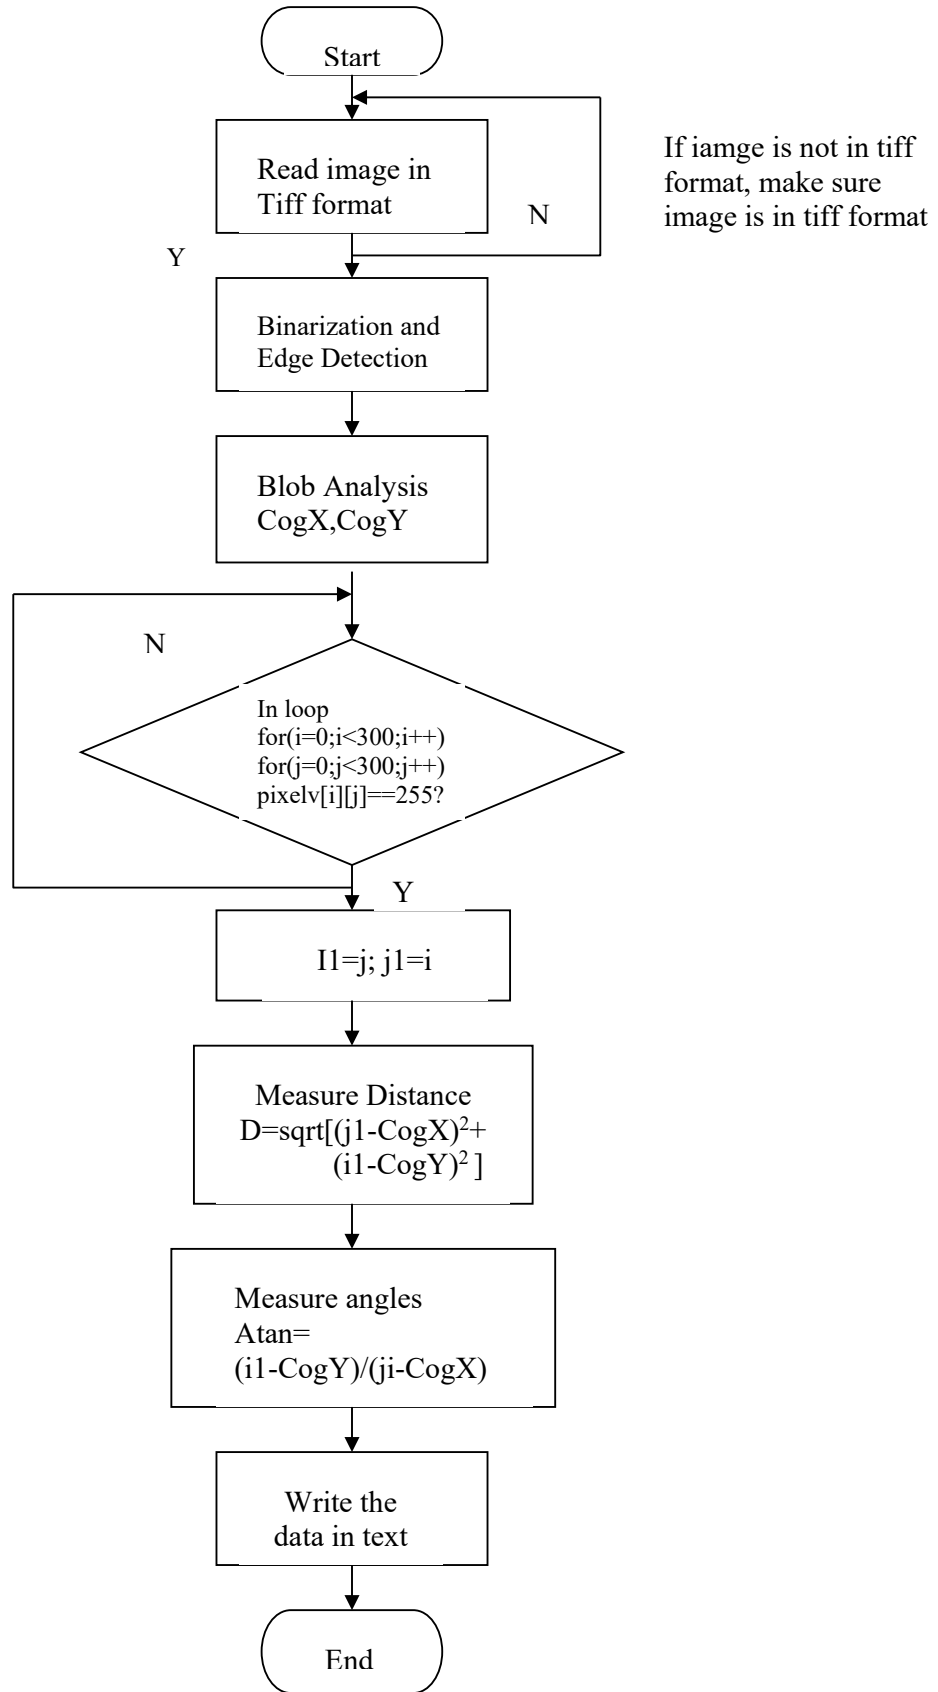 Start
Read image in
Tiff format
N
If iamge is not in tiff
format, make sure
image is in tiff format
Y
Binarization and
Edge Detection
Blob Analysis
CogX,CogY
N
In loop
for(i=0;i<300;i++)
for(j=0;j<300;j++)
pixelv[i][j]==255?
Y
I1=j; j1=i
Measure Distance
D=sqrt[(j1-CogX)²+
(i1-CogY)² ]
Measure angles
Atan=
(i1-CogY)/(ji-CogX)
Write the
data in text
End